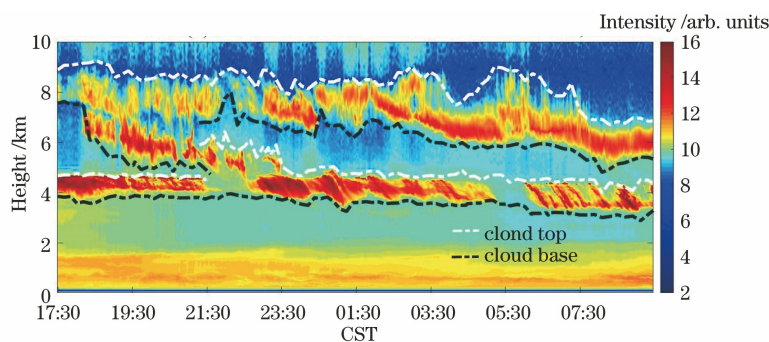 Intensity /arb. units
10
8
6
4
2
0
Height /km
16
14
12
10
8
6
4
2
clond top
cloud base
17:30 19:30 21:30 23:30 01:30 03:30 05:30 07:30
CST